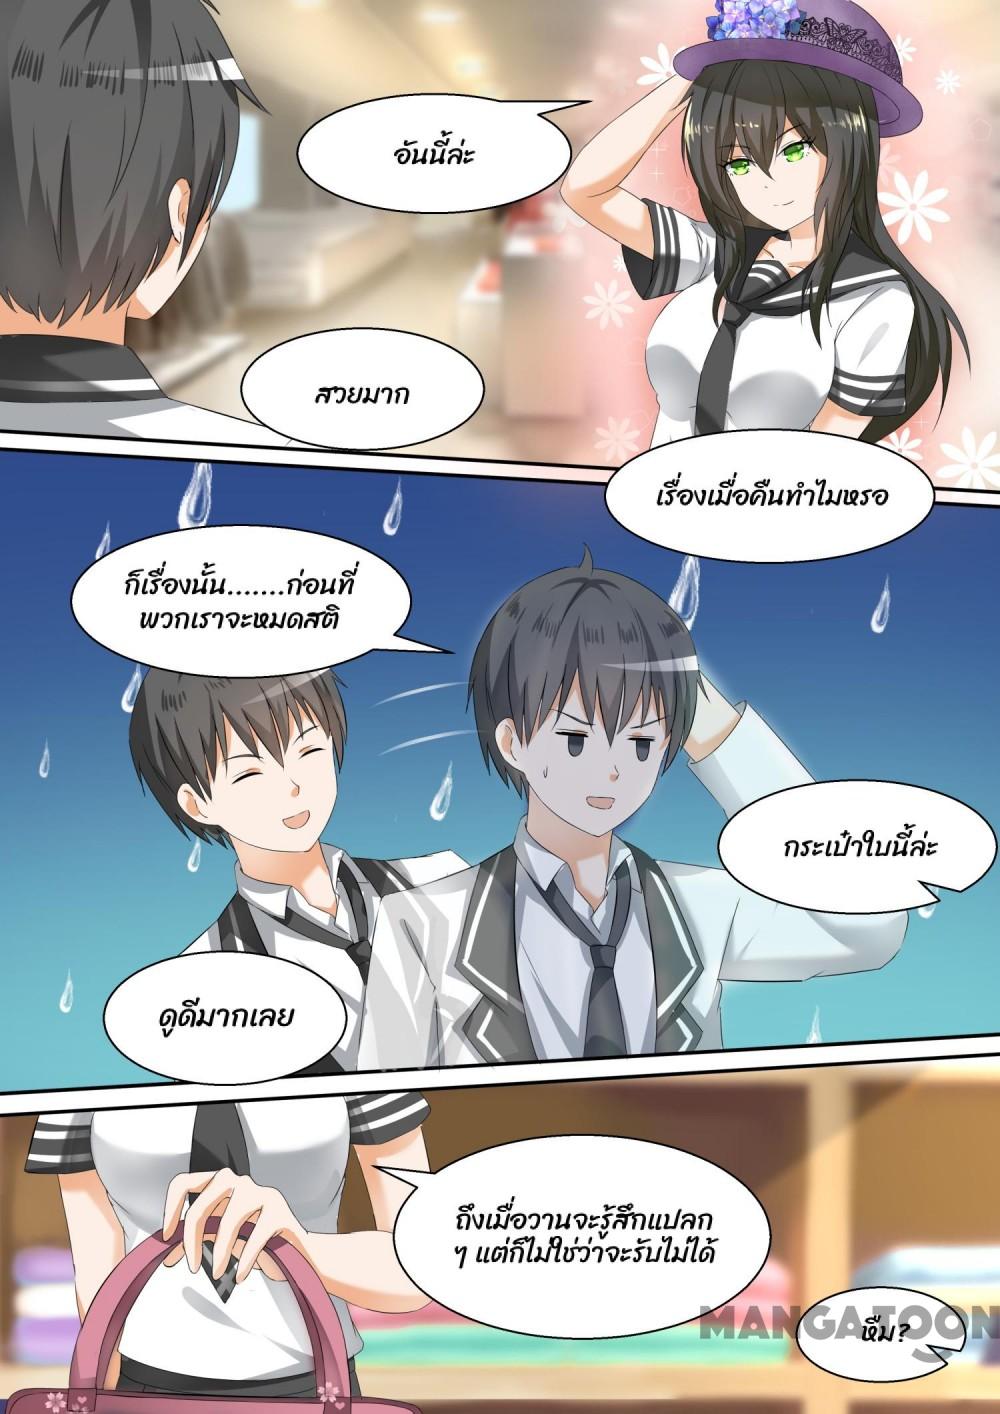 อันนี้ล่ะ
สวยมาก
เรื่องเมื่อคืนทำไมหรอ
ก็เรื่องนั้น.......ก่อนที่
พวกเราจะหมดสติ
กระเป๋าใบนี้ล่ะ
ดูดีมากเลย
ถึงเมื่อวานจะรู้สึกแปลก
ๆ แต่ก็ไม่ใช่ว่าจะรับไม่ได้
หืม?
MANGATOON